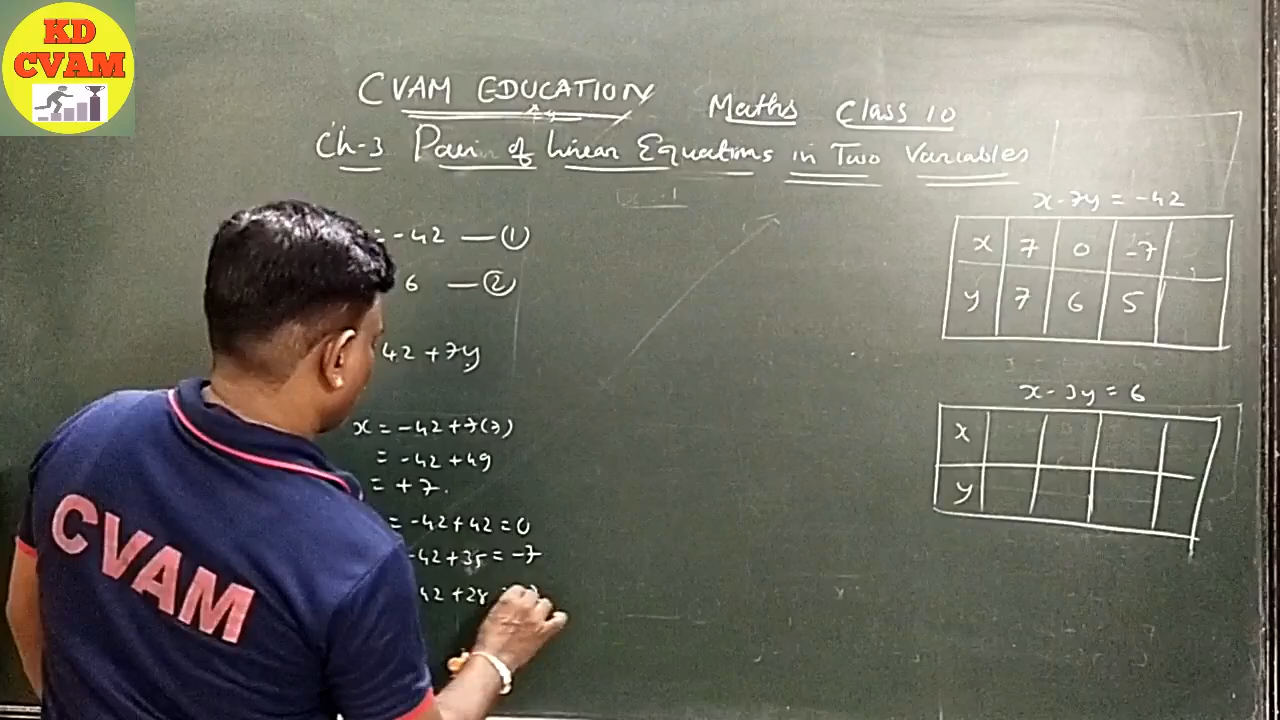 KD
CVAM
CVAM EDUCATION Maths Class 10
Ch-3 Pair of Linear Equations in Two Variables
= -42 — ①
6 — ②
42 + 7y
x = -42 + 7(7)
= -42 + 49
= +7.
= -42 + 42 = 0
-42 + 35 = -7
42 + 28
x - 7y = -42
x 7 0 -7
y 7 6 5
x - 3y = 6
x
y
CVAM